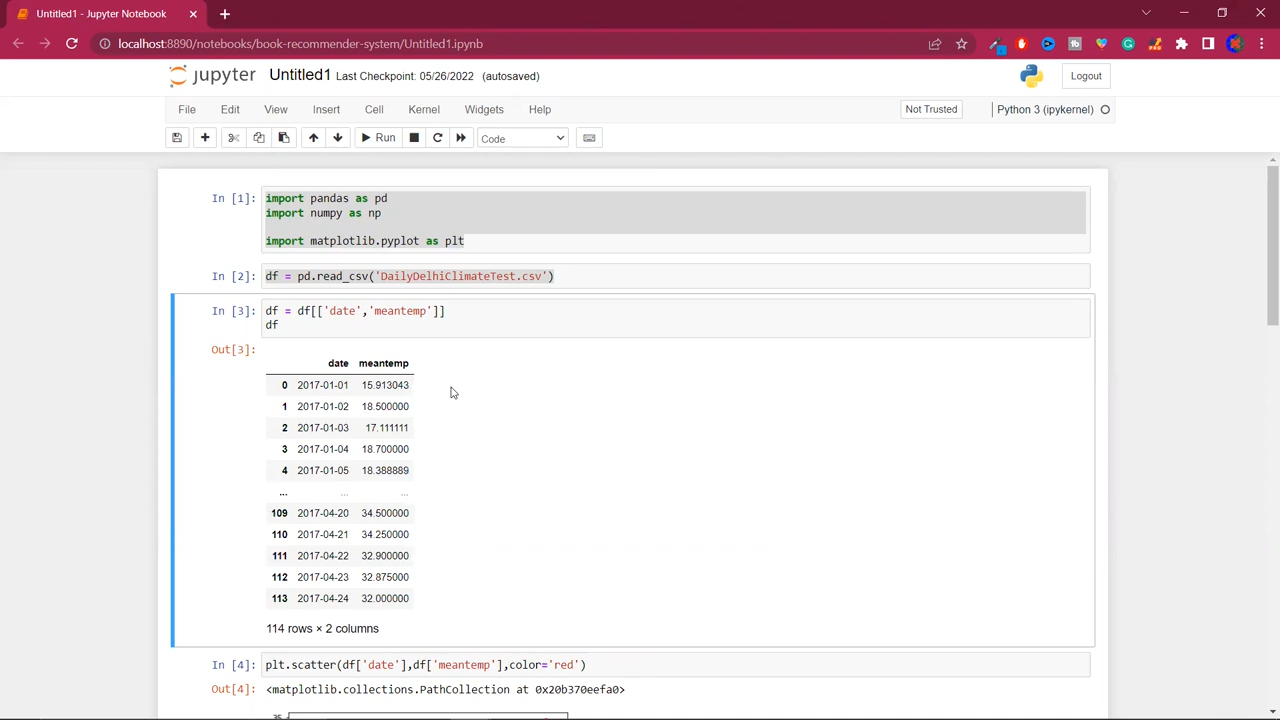 Untitled1 - Jupyter Notebook
localhost:8890/notebooks/book-recommender-system/Untitled1.ipynb
jupyter Untitled1 Last Checkpoint: 05/26/2022 (autosaved)
Logout
File Edit View Insert Cell Kernel Widgets Help
Not Trusted
Python 3 (ipykernel)
Run
Code
In [1]: import pandas as pd
import numpy as np
import matplotlib.pyplot as plt
In [2]: df = pd.read_csv('DailyDelhiClimateTest.csv')
In [3]: df = df[['date','meantemp']]
df
Out[3]:
date meantemp
0 2017-01-01 15.913043
1 2017-01-02 18.500000
2 2017-01-03 17.111111
3 2017-01-04 18.700000
4 2017-01-05 18.388889
... ... ...
109 2017-04-20 34.500000
110 2017-04-21 34.250000
111 2017-04-22 32.900000
112 2017-04-23 32.875000
113 2017-04-24 32.000000
114 rows × 2 columns
In [4]: plt.scatter(df['date'],df['meantemp'],color='red')
Out[4]: <matplotlib.collections.PathCollection at 0x20b370eefa0>
35